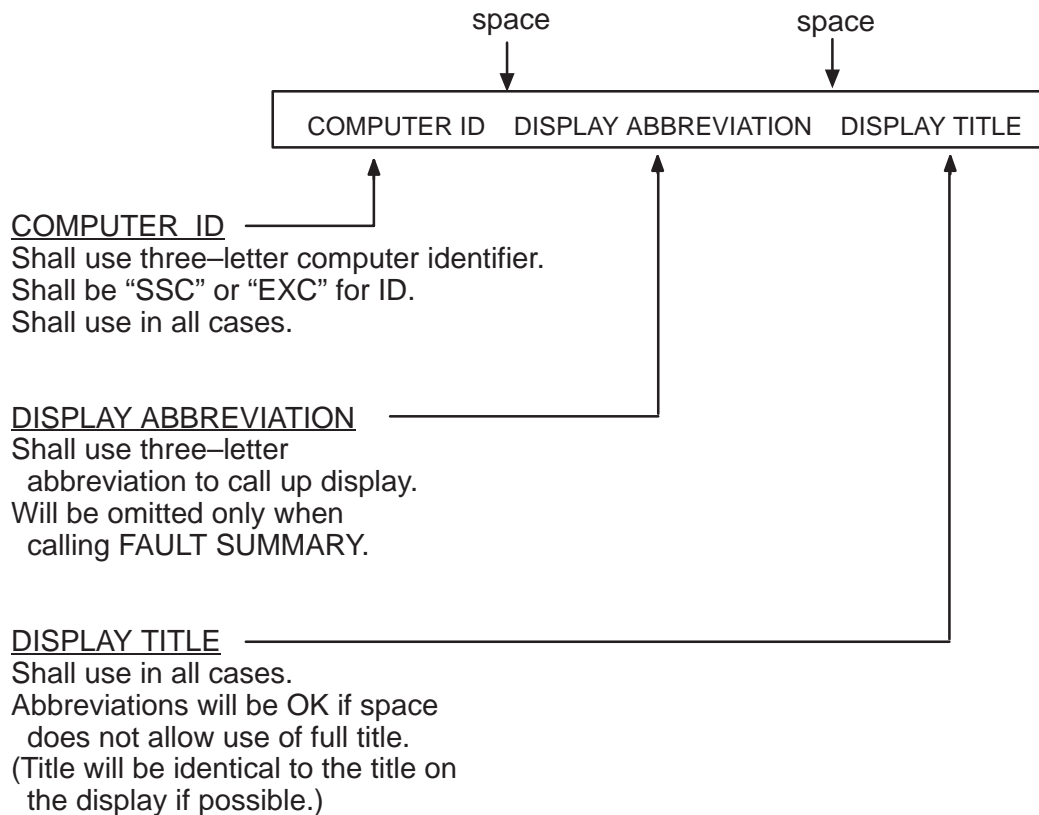 space space
COMPUTER ID DISPLAY ABBREVIATION DISPLAY TITLE
COMPUTER ID
Shall use three–letter computer identifier.
Shall be “SSC” or “EXC” for ID.
Shall use in all cases.
DISPLAY ABBREVIATION
Shall use three–letter
abbreviation to call up display.
Will be omitted only when
calling FAULT SUMMARY.
DISPLAY TITLE
Shall use in all cases.
Abbreviations will be OK if space
does not allow use of full title.
(Title will be identical to the title on
the display if possible.)